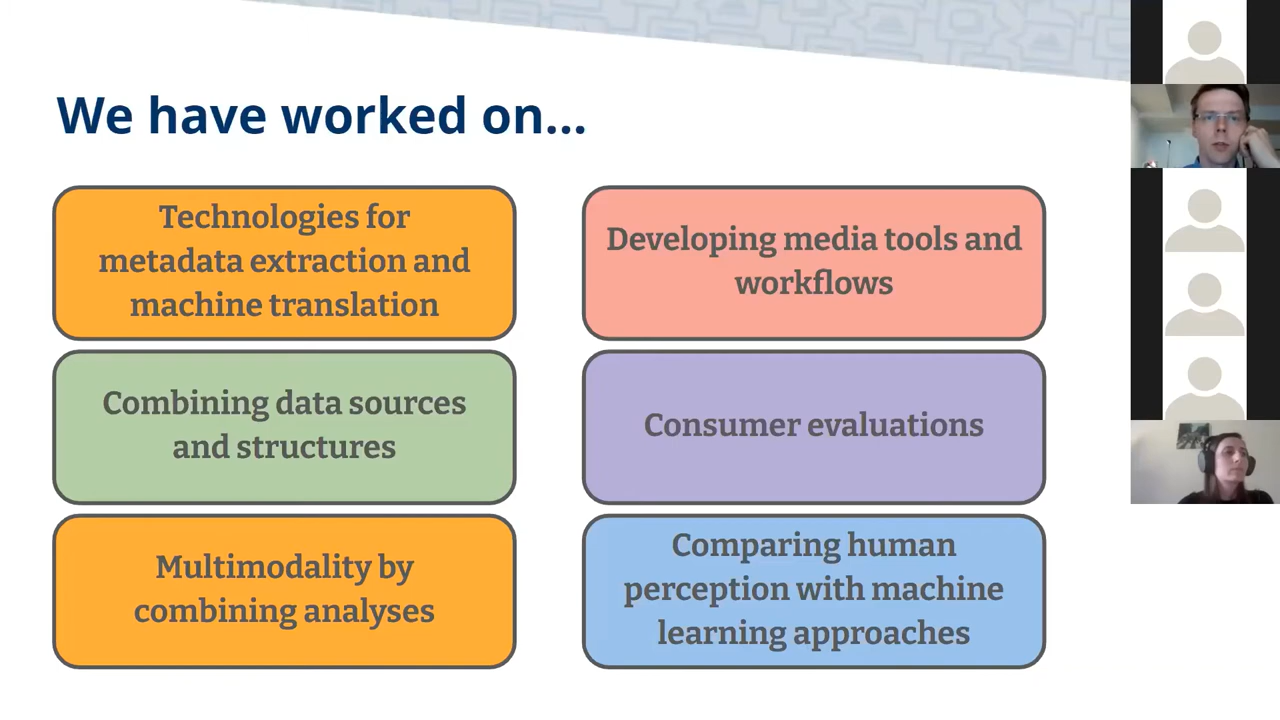 We have worked on...
Technologies for
metadata extraction and
machine translation
Developing media tools and
workflows
Combining data sources
and structures
Consumer evaluations
Multimodality by
combining analyses
Comparing human
perception with machine
learning approaches